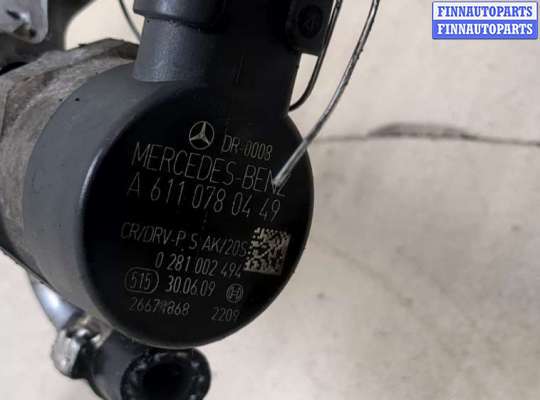 FINNAUTOPARTS
FINNAUTOPARTS
DR-0008
MERCEDES-BENZ
A 611 078 04 49
CR/DRV-P S AK/20S
0 281 002 494
515 30.06.09
26679868 2209